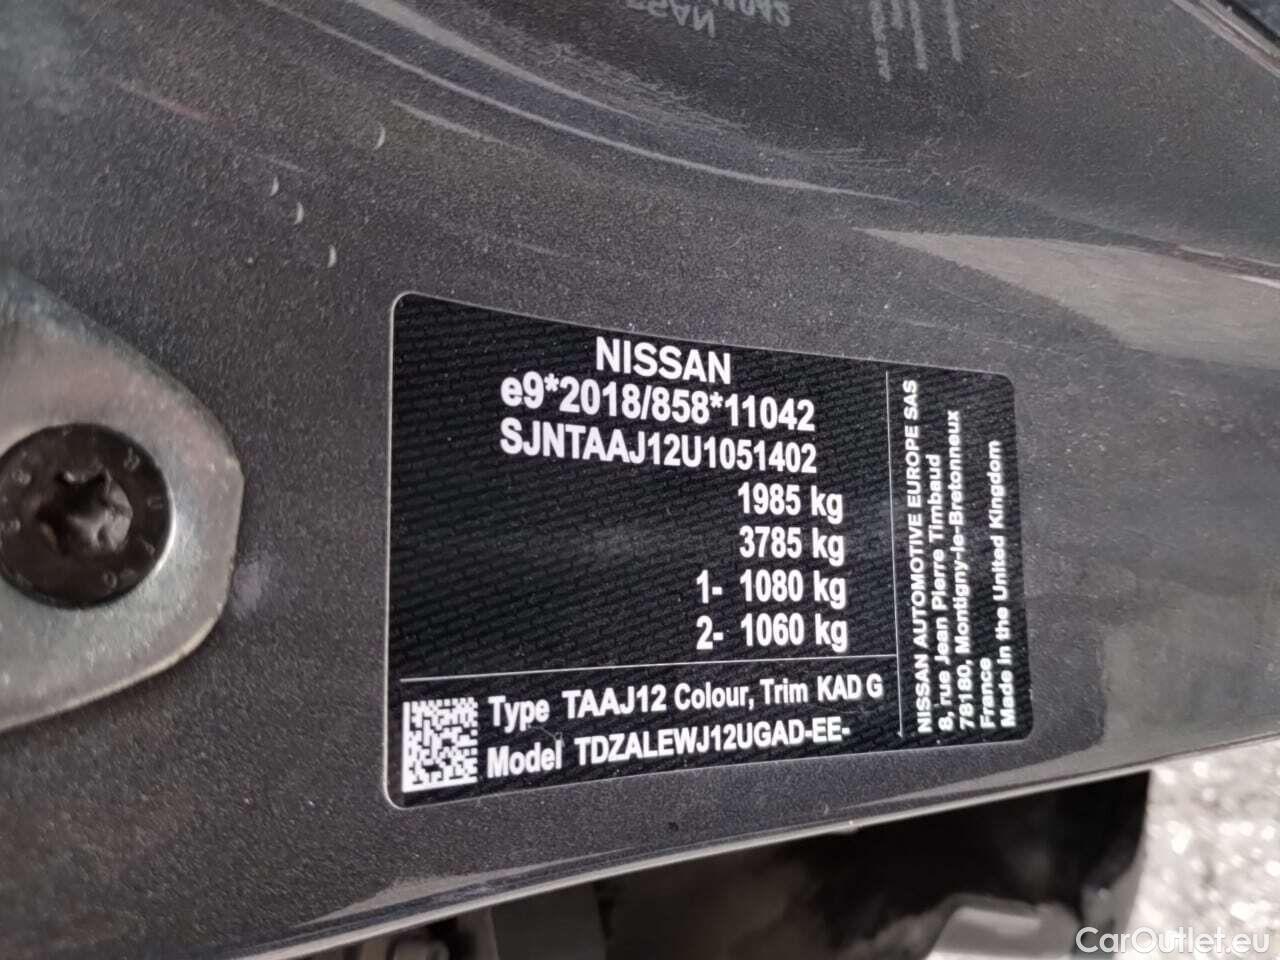 NISSAN
e9*2018/858*11042
SJNTAAJ12U1051402
1985 kg
3785 kg
1- 1080 kg
2- 1060 kg
Type TAAJ12 Colour, Trim KAD G
Model TDZALEWJ12UGAD-EE-
NISSAN AUTOMOTIVE EUROPE SAS
8, rue Jean Pierre Timbaud
78180, Montigny-le-Bretonneux
France
Made in the United Kingdom
CarOutlet.eu